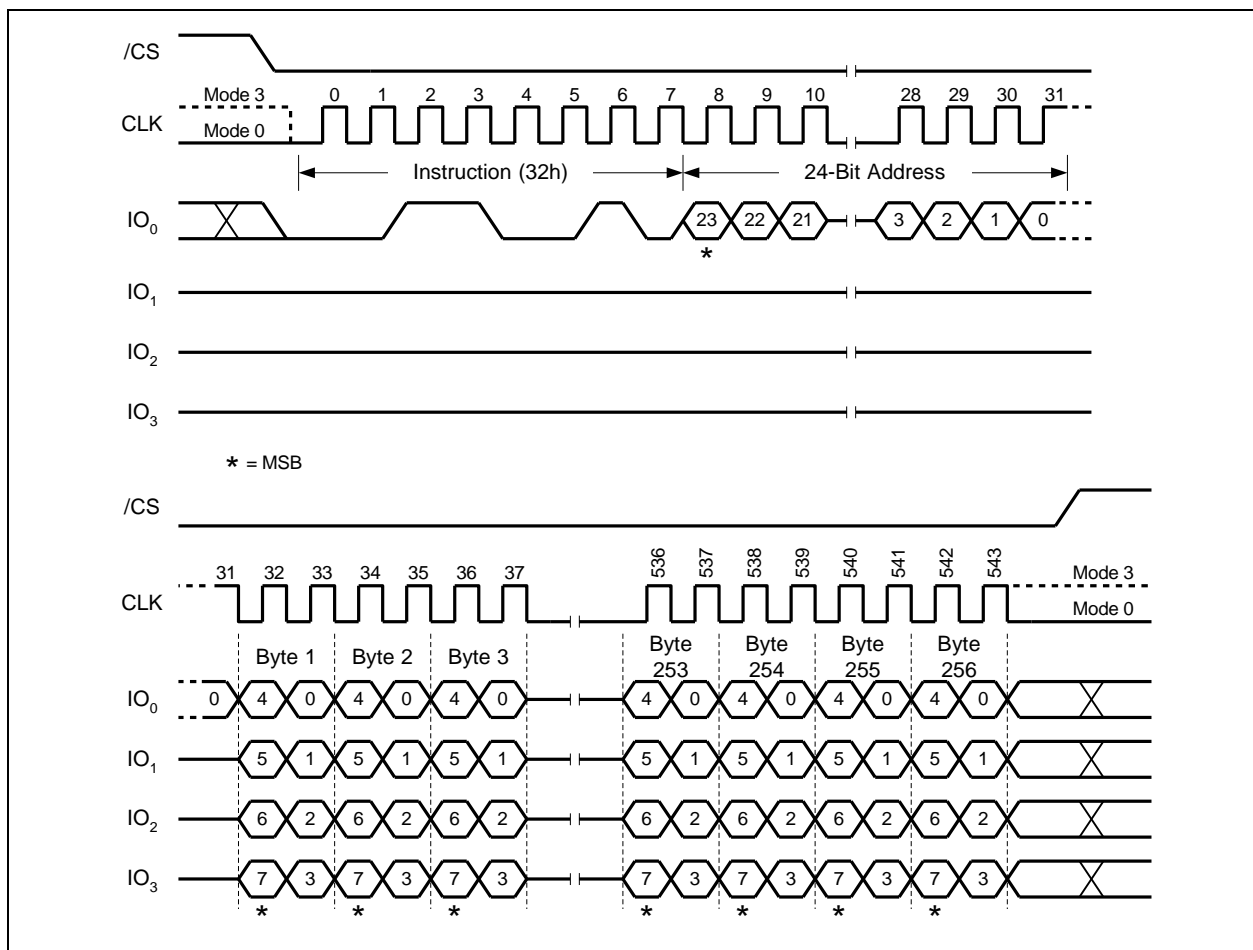 /CS
Mode 3 0 1 2 3 4 5 6 7 8 9 10 28 29 30 31
CLK
Mode 0
Instruction (32h) 24-Bit Address
IO0 23 22 21 3 2 1 0
*
IO1
IO2
IO3
* = MSB
/CS
31 32 33 34 35 36 37 536 537 538 539 540 541 542 543
Mode 3
CLK
Mode 0
Byte 1 Byte 2 Byte 3 Byte 253 Byte 254 Byte 255 Byte 256
IO0 0 4 0 4 0 4 0 4 0 4 0 4 0 4 0
IO1 5 1 5 1 5 1 5 1 5 1 5 1 5 1
IO2 6 2 6 2 6 2 6 2 6 2 6 2 6 2
IO3 7 3 7 3 7 3 7 3 7 3 7 3 7 3
* * * * * * *